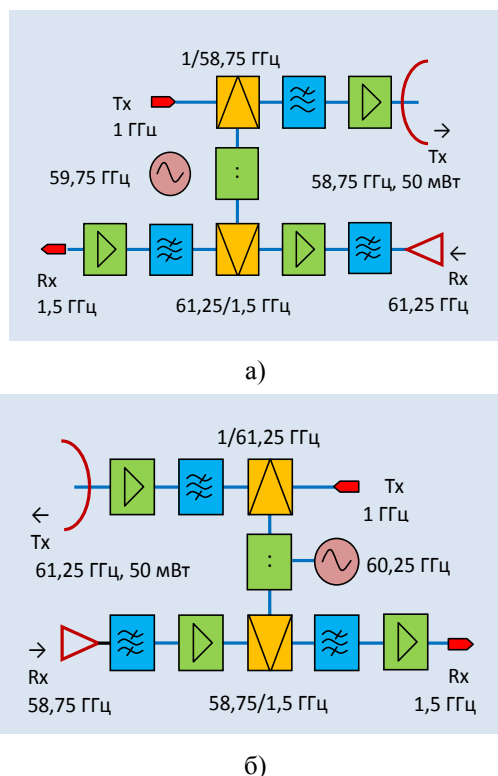 1/58,75 ГГц
Tx
1 ГГц
Tx
59,75 ГГц
:
58,75 ГГц, 50 мВт
Rx
1,5 ГГц
61,25/1,5 ГГц
Rx
61,25 ГГц
а)
1/61,25 ГГц
Tx
1 ГГц
Tx
61,25 ГГц, 50 мВт
:
60,25 ГГц
Rx
58,75 ГГц
58,75/1,5 ГГц
Rx
1,5 ГГц
б)